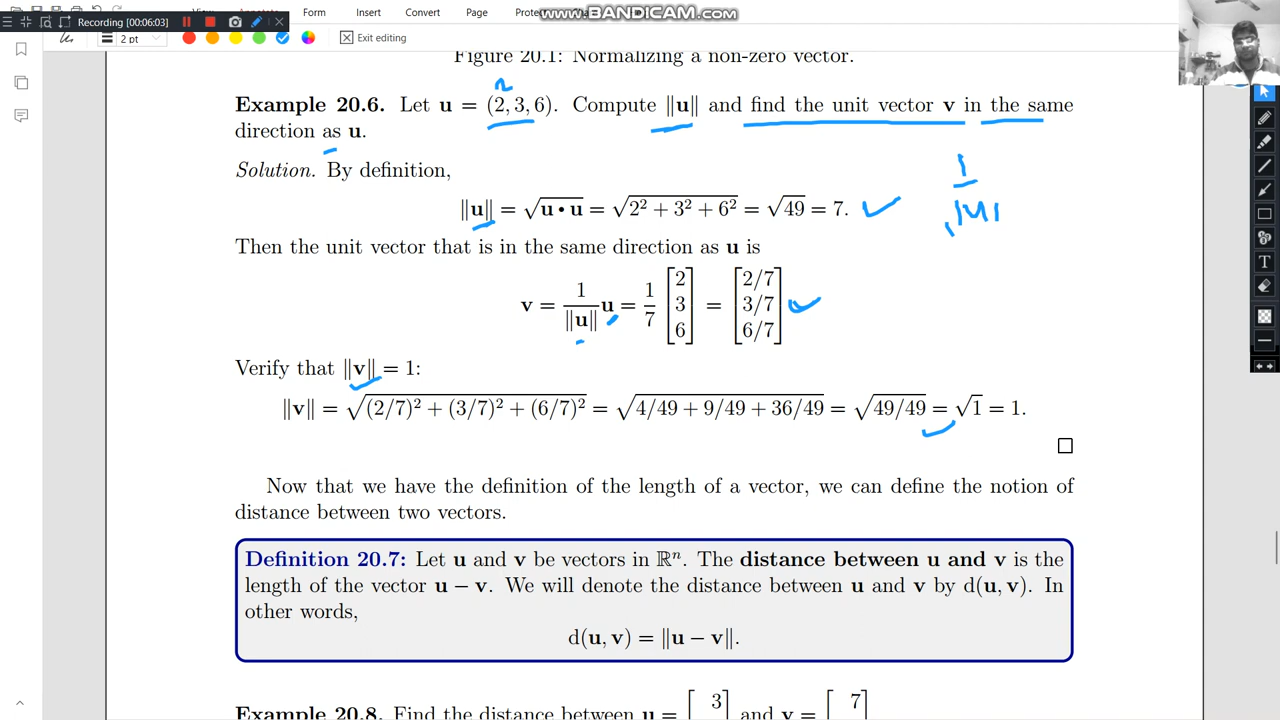 www.BANDICAM.com
Recording [00:06:03]
Form Insert Convert Page
2 pt Exit editing
Figure 20.1: Normalizing a non-zero vector.
Example 20.6. Let u = (2, 3, 6). Compute ‖u‖ and find the unit vector v in the same
direction as u.
Solution. By definition,
‖u‖ = √u • u = √2² + 3² + 6² = √49 = 7.
1
|u|
Then the unit vector that is in the same direction as u is
v = 1/‖u‖ u = 1/7 [2 3 6] = [2/7 3/7 6/7]
Verify that ‖v‖ = 1:
‖v‖ = √(2/7)² + (3/7)² + (6/7)² = √4/49 + 9/49 + 36/49 = √49/49 = √1 = 1.
Now that we have the definition of the length of a vector, we can define the notion of
distance between two vectors.
Definition 20.7: Let u and v be vectors in ℝⁿ. The distance between u and v is the
length of the vector u − v. We will denote the distance between u and v by d(u, v). In
other words,
d(u, v) = ‖u − v‖.
Example 20.8. Find the distance between u = [3 and v = [7